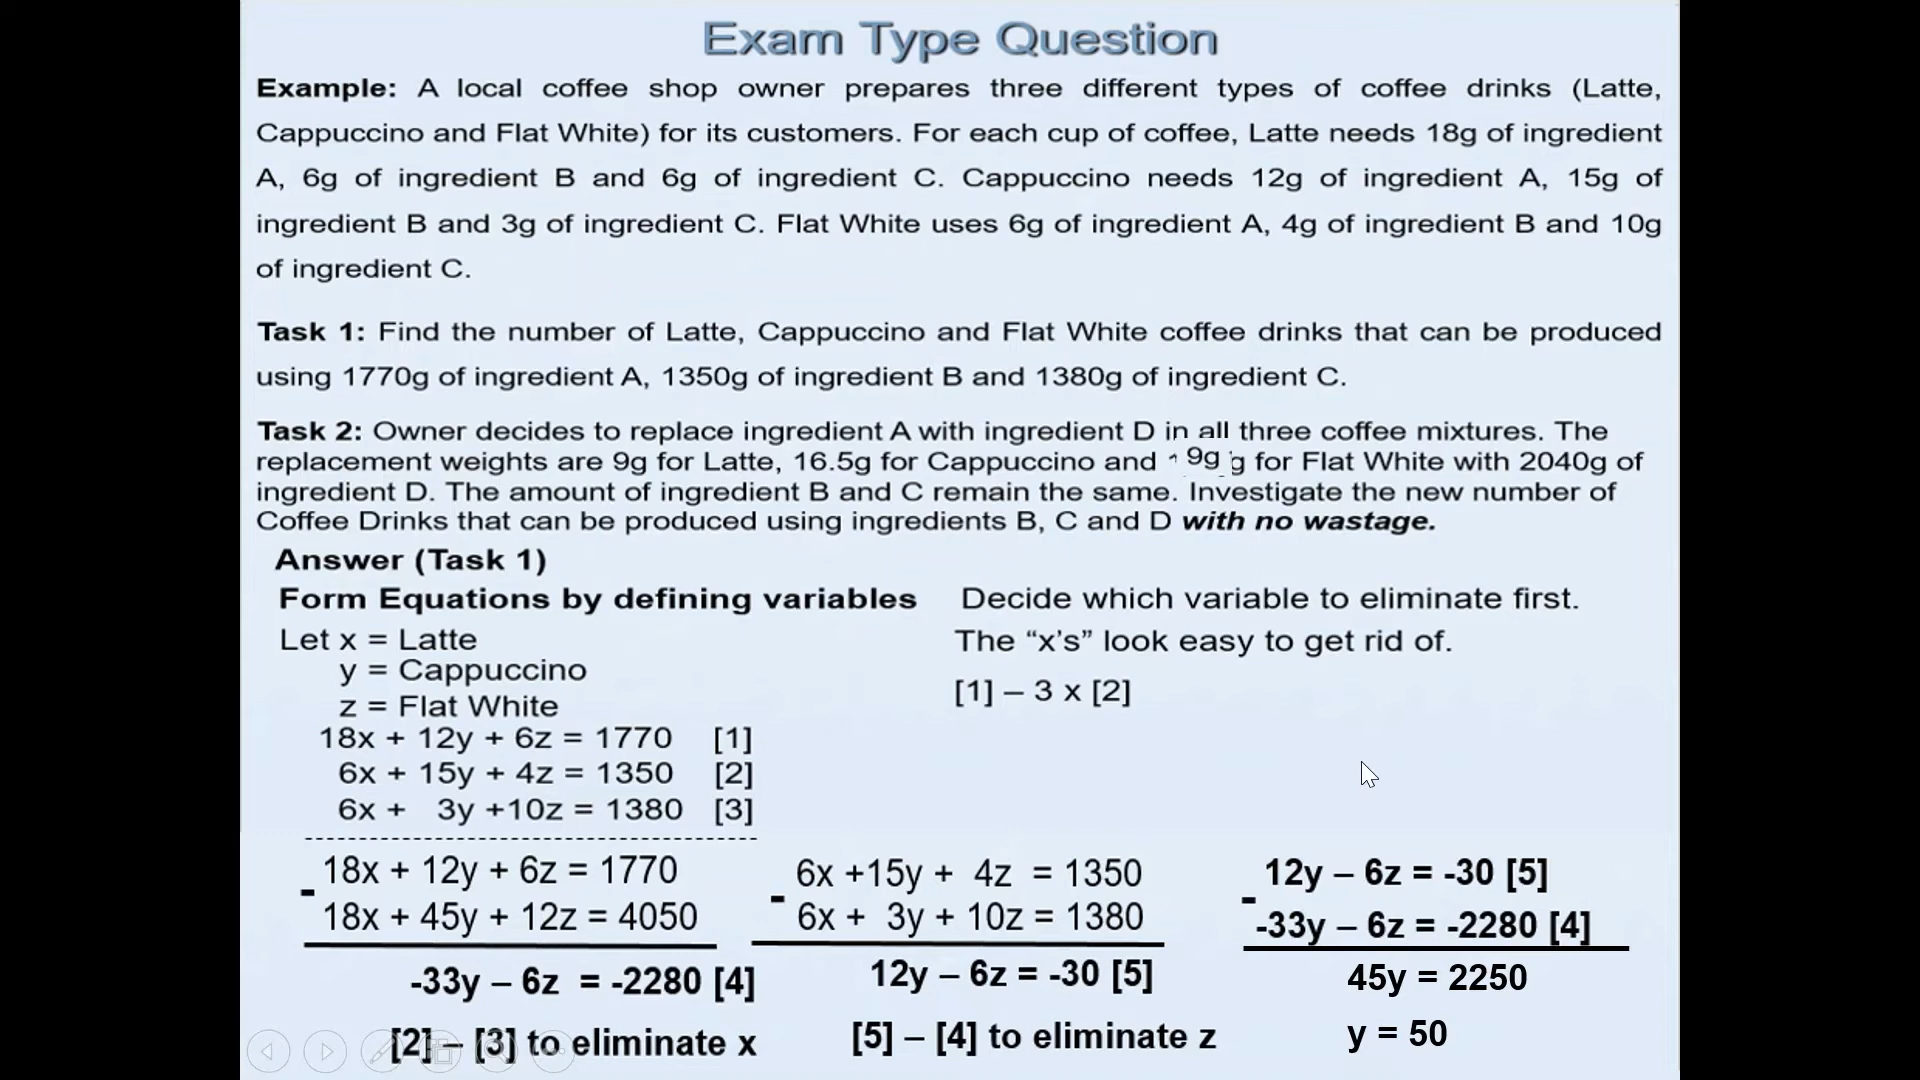 Exam Type Question
Example: A local coffee shop owner prepares three different types of coffee drinks (Latte,
Cappuccino and Flat White) for its customers. For each cup of coffee, Latte needs 18g of ingredient
A, 6g of ingredient B and 6g of ingredient C. Cappuccino needs 12g of ingredient A, 15g of
ingredient B and 3g of ingredient C. Flat White uses 6g of ingredient A, 4g of ingredient B and 10g
of ingredient C.
Task 1: Find the number of Latte, Cappuccino and Flat White coffee drinks that can be produced
using 1770g of ingredient A, 1350g of ingredient B and 1380g of ingredient C.
Task 2: Owner decides to replace ingredient A with ingredient D in all three coffee mixtures. The
replacement weights are 9g for Latte, 16.5g for Cappuccino and 9g g for Flat White with 2040g of
ingredient D. The amount of ingredient B and C remain the same. Investigate the new number of
Coffee Drinks that can be produced using ingredients B, C and D with no wastage.
Answer (Task 1)
Form Equations by defining variables
Let x = Latte
y = Cappuccino
z = Flat White
18x + 12y + 6z = 1770 [1]
6x + 15y + 4z = 1350 [2]
6x + 3y +10z = 1380 [3]
Decide which variable to eliminate first.
The “x’s” look easy to get rid of.
[1] – 3 x [2]
18x + 12y + 6z = 1770
- 18x + 45y + 12z = 4050
-33y – 6z = -2280 [4]
[2] – [3] to eliminate x
6x +15y + 4z = 1350
- 6x + 3y + 10z = 1380
12y – 6z = -30 [5]
[5] – [4] to eliminate z
12y – 6z = -30 [5]
- -33y – 6z = -2280 [4]
45y = 2250
y = 50